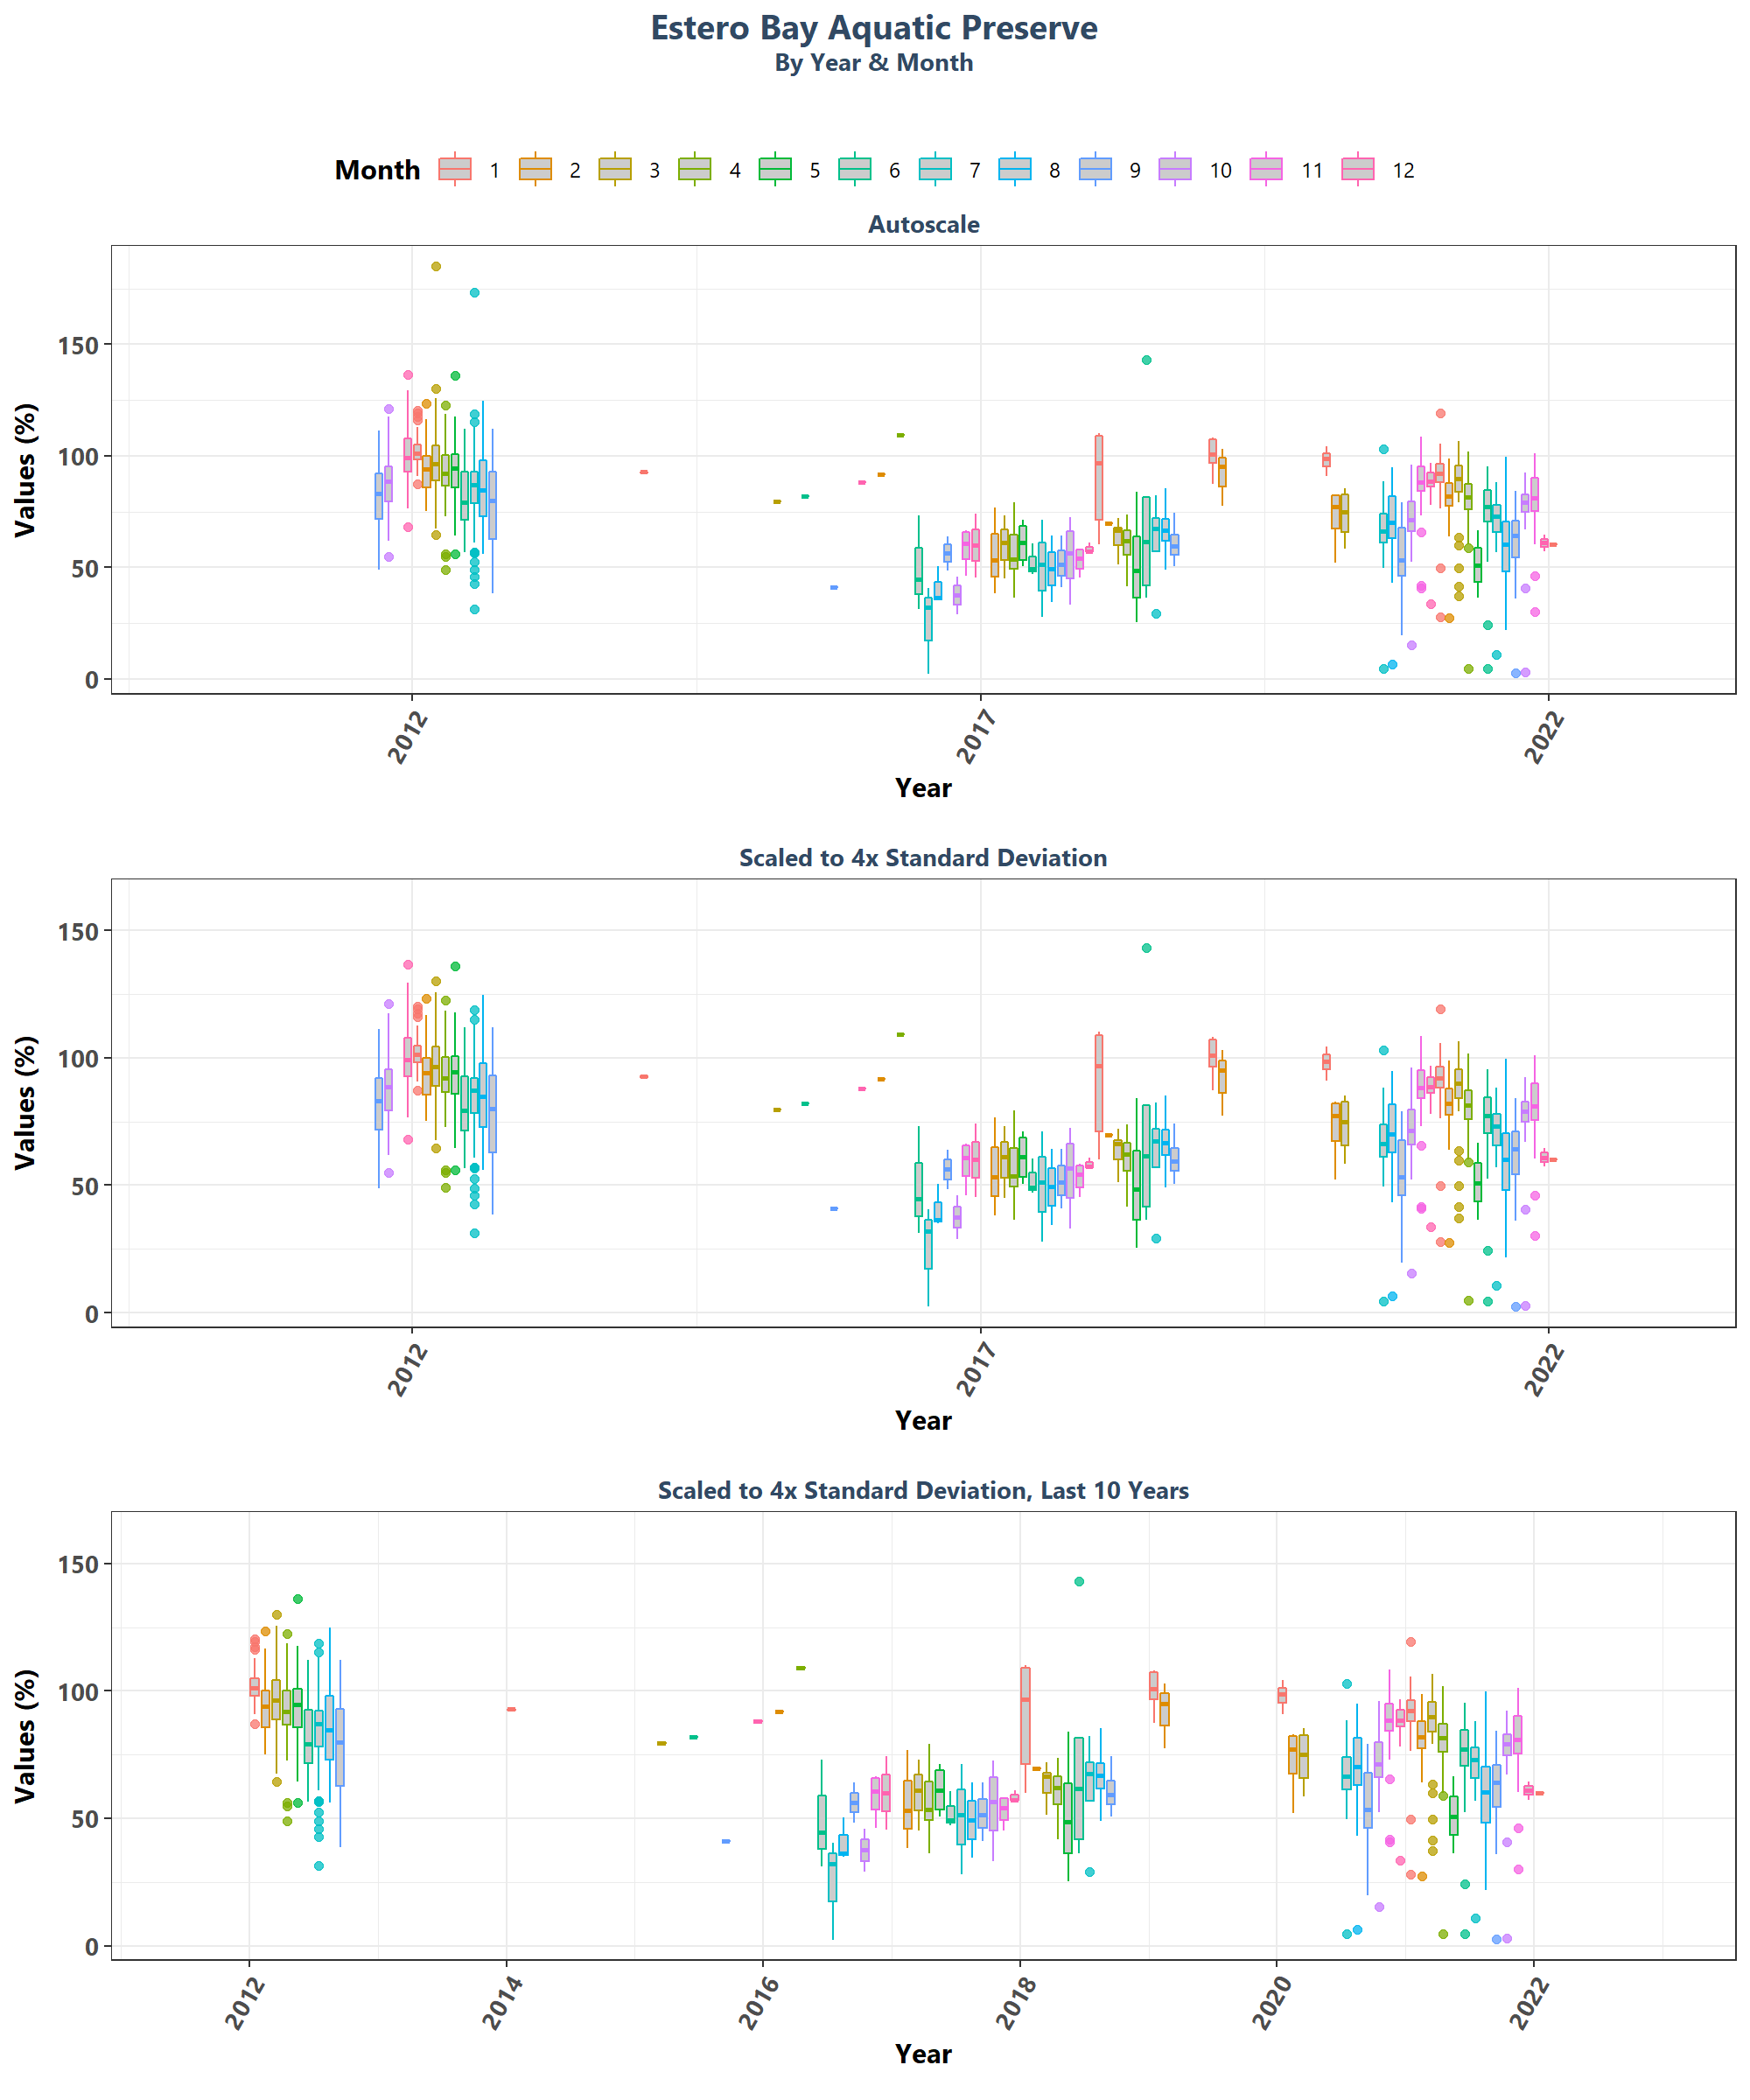 Estero Bay Aquatic Preserve
By Year & Month
Month 1 2 3 4 5 6 7 8 9 10 11 12
Autoscale
Values (%)
150
100
50
0
2012 2017 2022
Year
Scaled to 4x Standard Deviation
Values (%)
150
100
50
0
2012 2017 2022
Year
Scaled to 4x Standard Deviation, Last 10 Years
Values (%)
150
100
50
0
2012 2014 2016 2018 2020 2022
Year